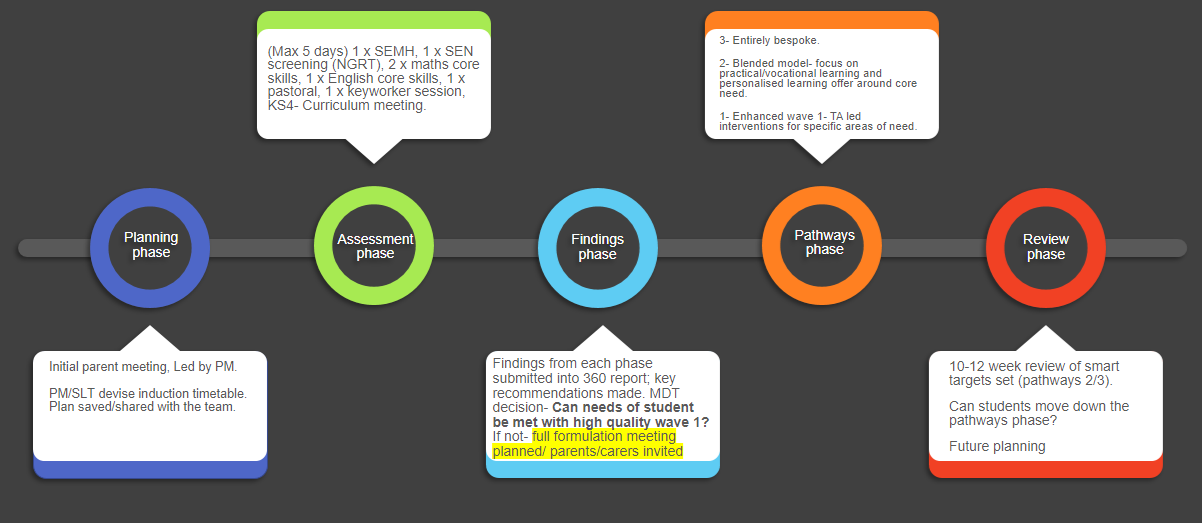 (Max 5 days) 1 x SEMH, 1 x SEN
screening (NGRT), 2 x maths core
skills, 1 x English core skills, 1 x
pastoral, 1 x keyworker session,
KS4- Curriculum meeting.
3- Entirely bespoke.
2- Blended model- focus on
practical/vocational learning and
personalised learning offer around core
need.
1- Enhanced wave 1- TA led
interventions for specific areas of need.
Planning
phase
Assessment
phase
Findings
phase
Pathways
phase
Review
phase
Initial parent meeting, Led by PM.
PM/SLT devise induction timetable.
Plan saved/shared with the team.
Findings from each phase
submitted into 360 report; key
recommendations made. MDT
decision- Can needs of student
be met with high quality wave 1?
If not- full formulation meeting
planned/ parents/carers invited
10-12 week review of smart
targets set (pathways 2/3).
Can students move down the
pathways phase?
Future planning